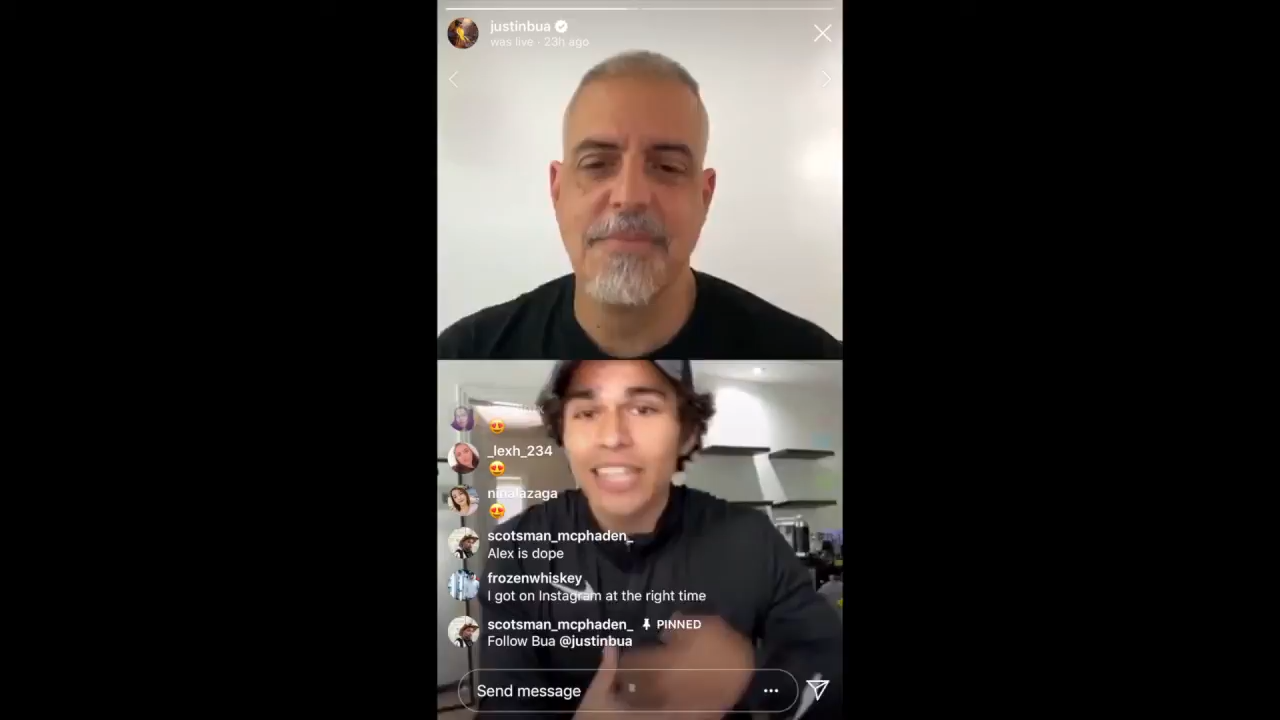 justinbua
was live · 23h ago
_lexh_234
ninalazaga
scotsman_mcphaden_
Alex is dope
frozenwhiskey
I got on Instagram at the right time
scotsman_mcphaden_ PINNED
Follow Bua @justinbua
Send message